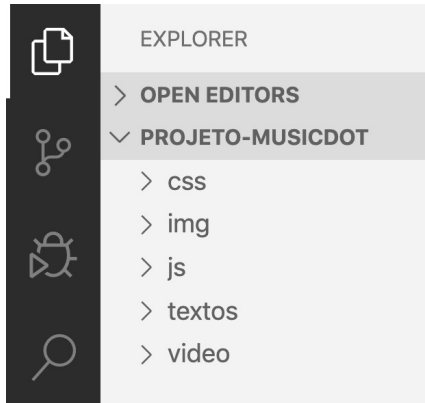 EXPLORER
OPEN EDITORS
PROJETO-MUSICDOT
css
img
js
textos
video